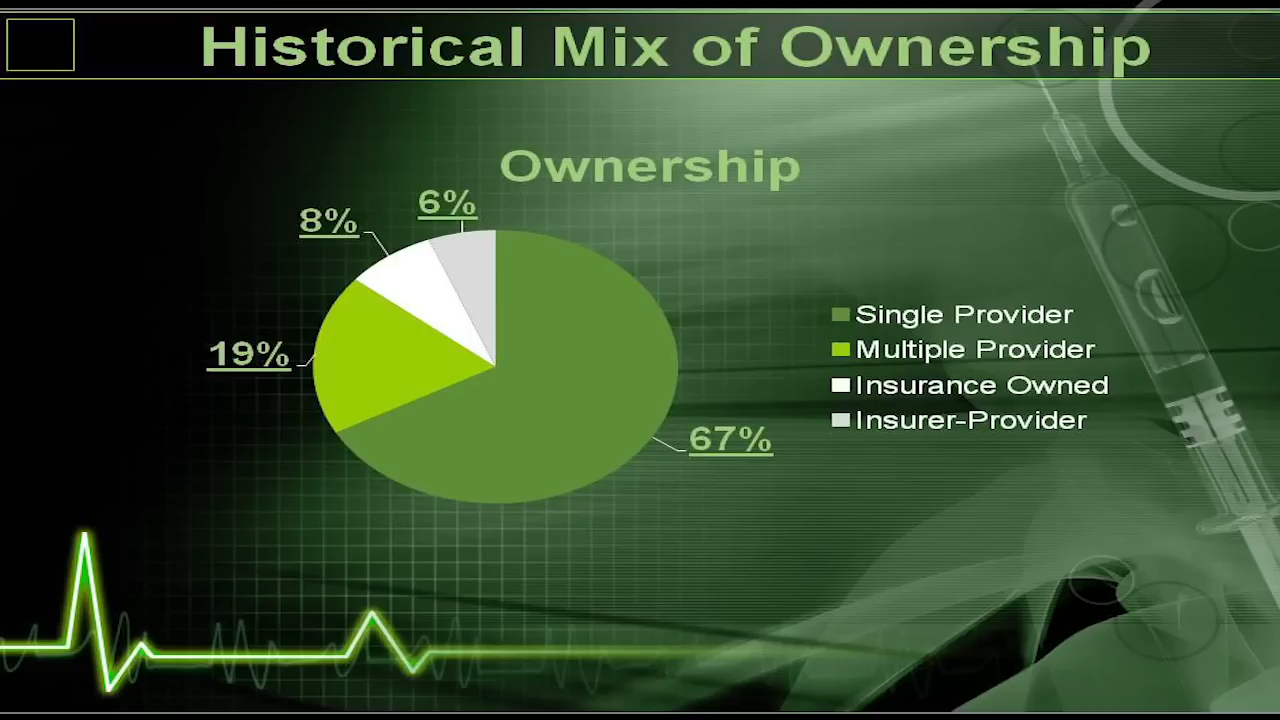 Historical Mix of Ownership
Ownership
6%
8%
19%
67%
Single Provider
Multiple Provider
Insurance Owned
Insurer-Provider